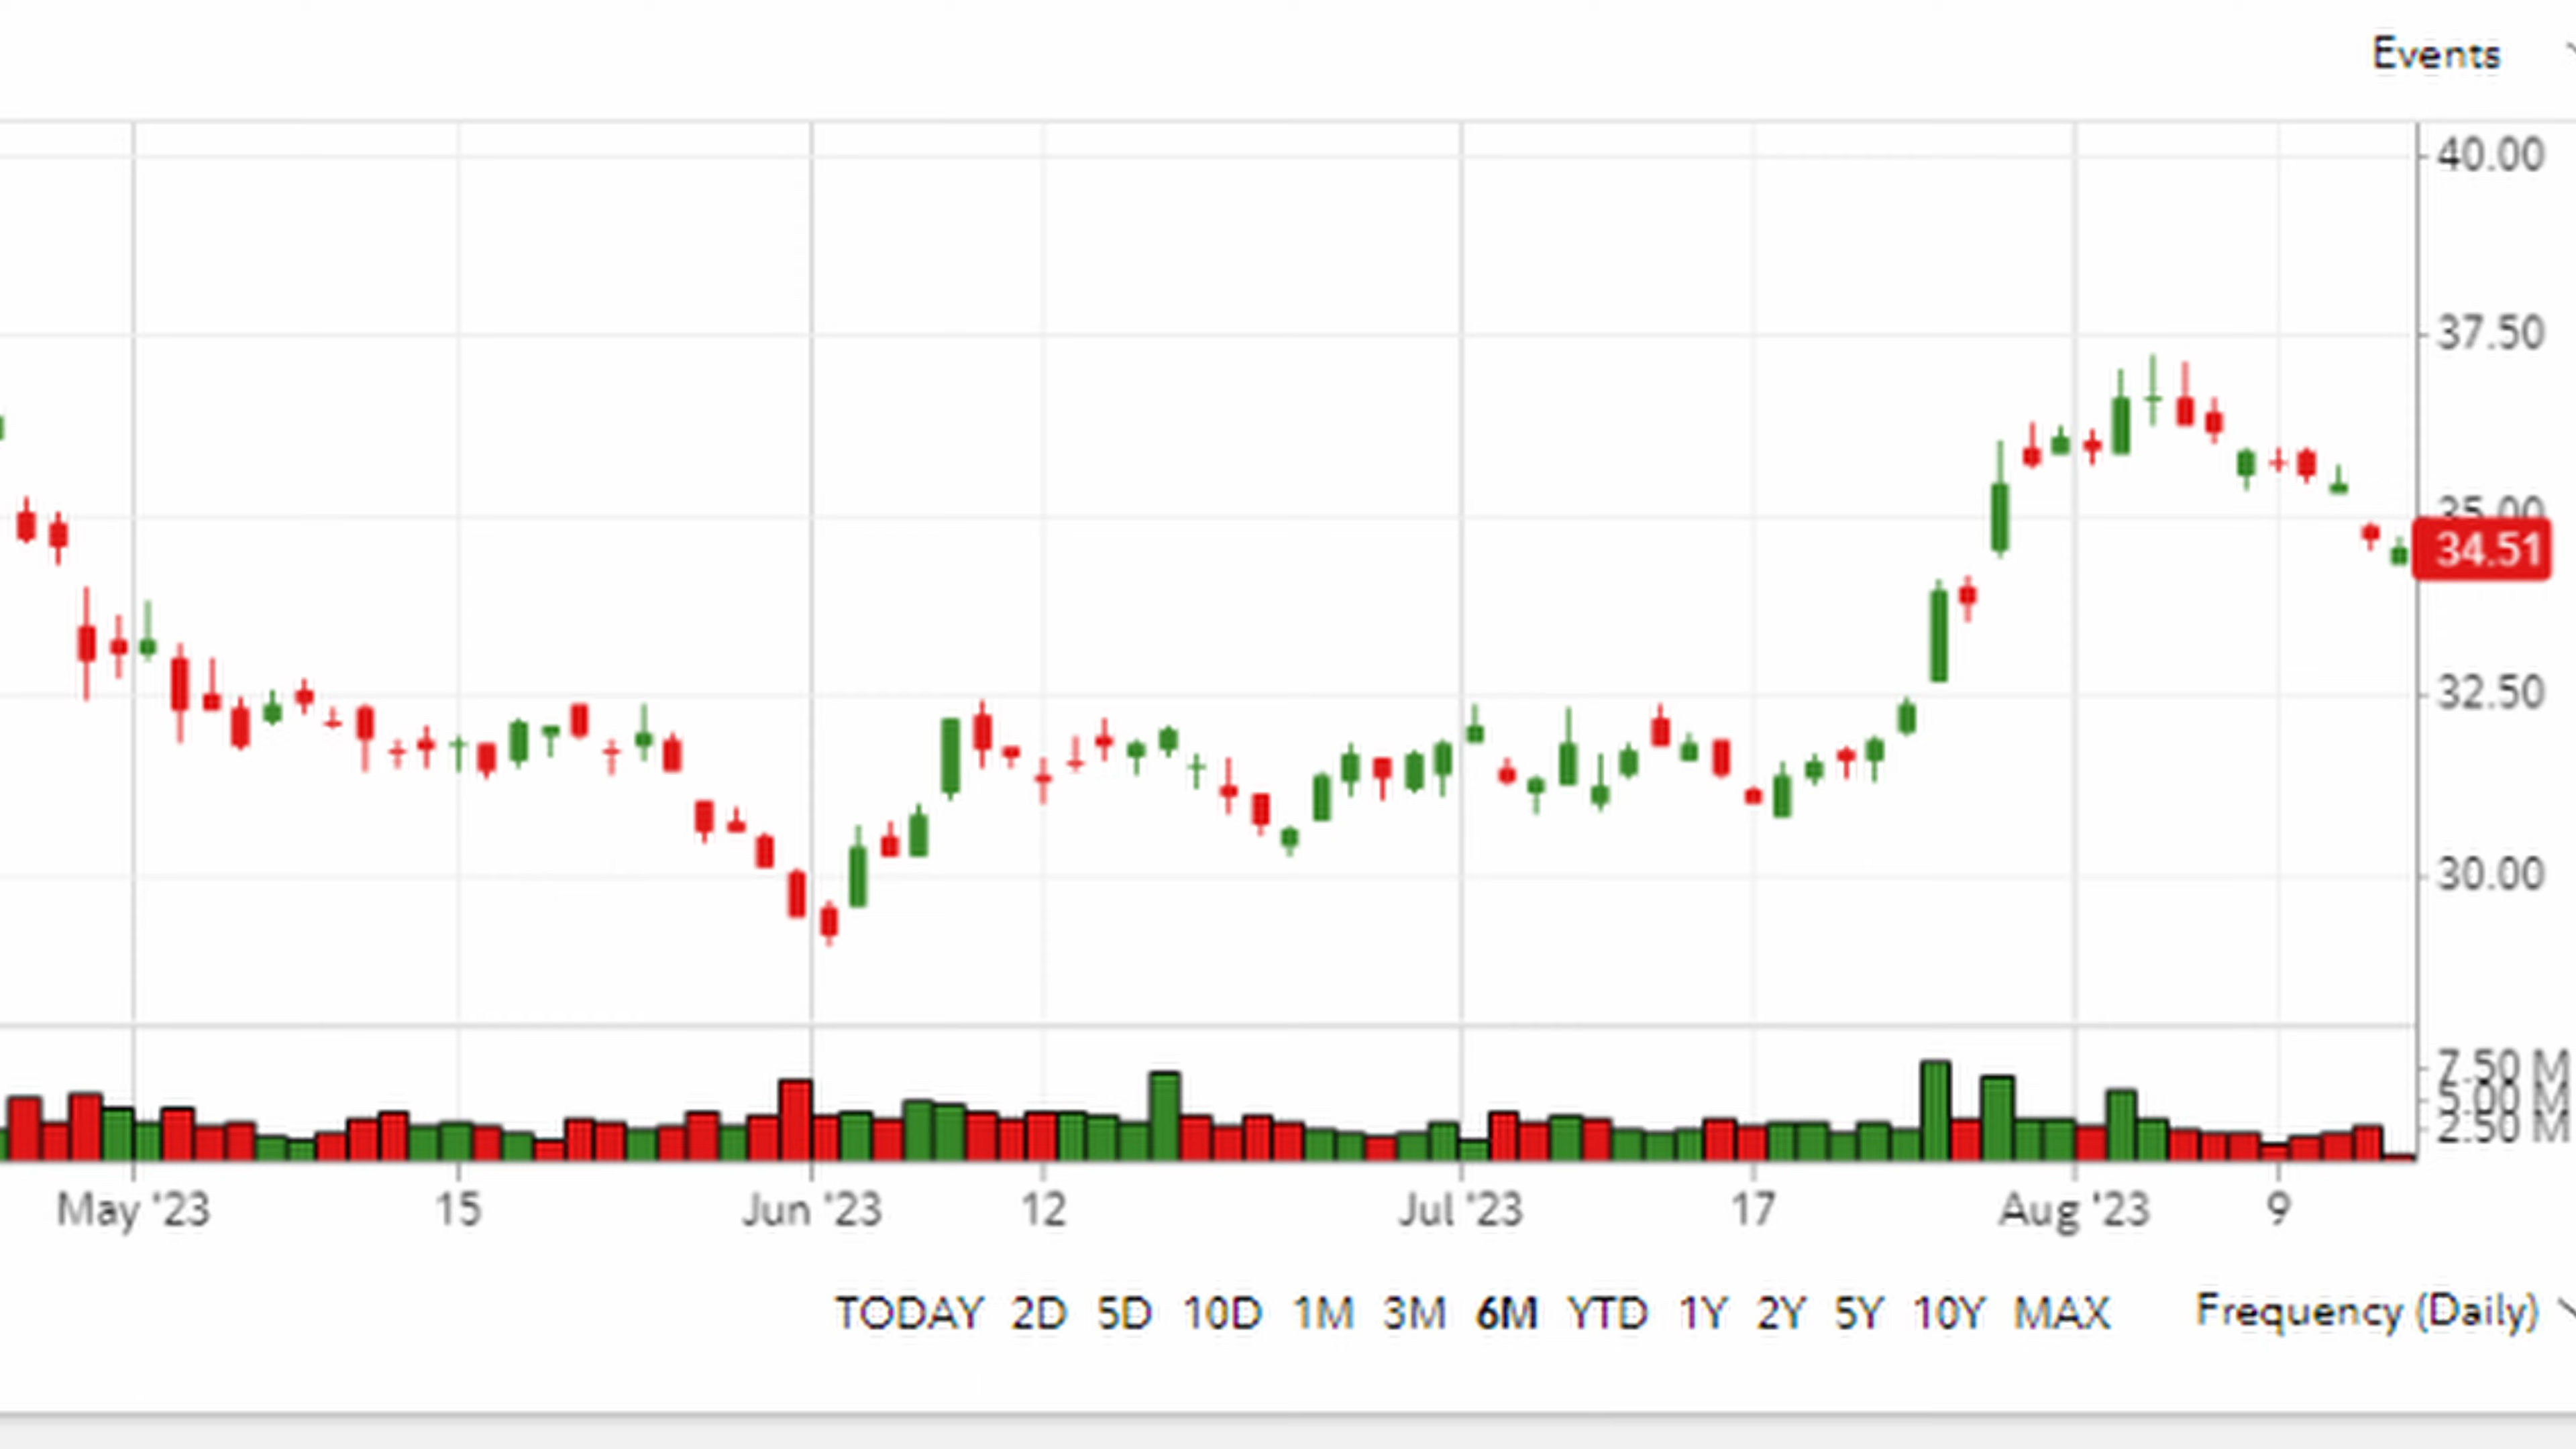 Events
40.00
37.50
35.00
34.51
32.50
30.00
7.50 M
5.00 M
2.50 M
May '23 15 Jun '23 12 Jul '23 17 Aug '23 9
TODAY 2D 5D 10D 1M 3M 6M YTD 1Y 2Y 5Y 10Y MAX Frequency (Daily)